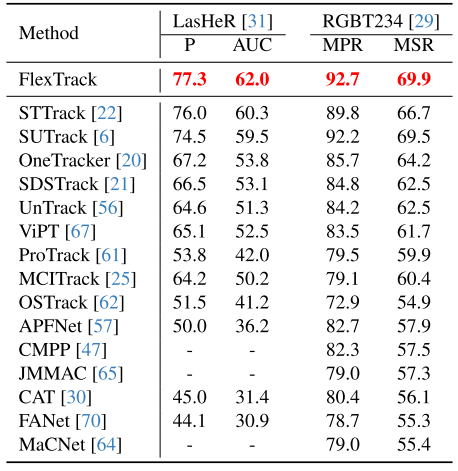 Method LasHeR [31] RGBT234 [29]
P AUC MPR MSR
FlexTrack 77.3 62.0 92.7 69.9
STTrack [22] 76.0 60.3 89.8 66.7
SUTrack [6] 74.5 59.5 92.2 69.5
OneTracker [20] 67.2 53.8 85.7 64.2
SDSTrack [21] 66.5 53.1 84.8 62.5
UnTrack [56] 64.6 51.3 84.2 62.5
ViPT [67] 65.1 52.5 83.5 61.7
ProTrack [61] 53.8 42.0 79.5 59.9
MCITrack [25] 64.2 50.2 79.1 60.4
OSTrack [62] 51.5 41.2 72.9 54.9
APFNet [57] 50.0 36.2 82.7 57.9
CMPP [47] - - 82.3 57.5
JMMAC [65] - - 79.0 57.3
CAT [30] 45.0 31.4 80.4 56.1
FANet [70] 44.1 30.9 78.7 55.3
MaCNet [64] - - 79.0 55.4